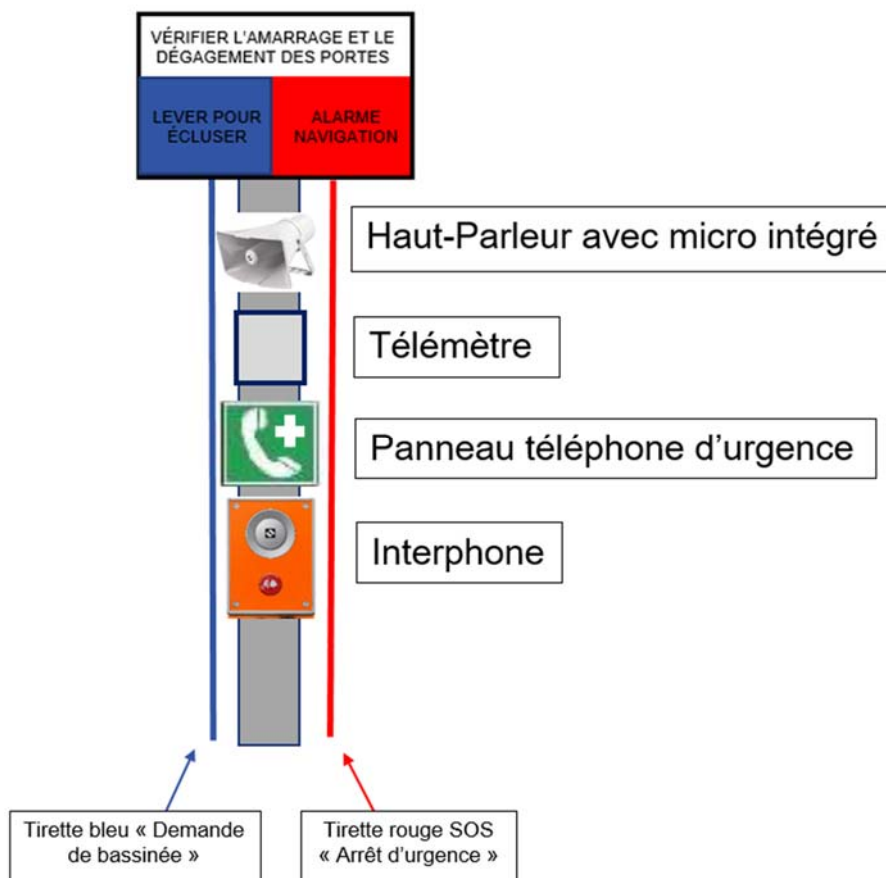 VÉRIFIER L'AMARRAGE ET LE
DÉGAGEMENT DES PORTES
LEVER POUR
ÉCLUSER
ALARME
NAVIGATION
Haut-Parleur avec micro intégré
Télémètre
Panneau téléphone d’urgence
Interphone
Tirette bleu « Demande
de bassinée »
Tirette rouge SOS
« Arrêt d’urgence »